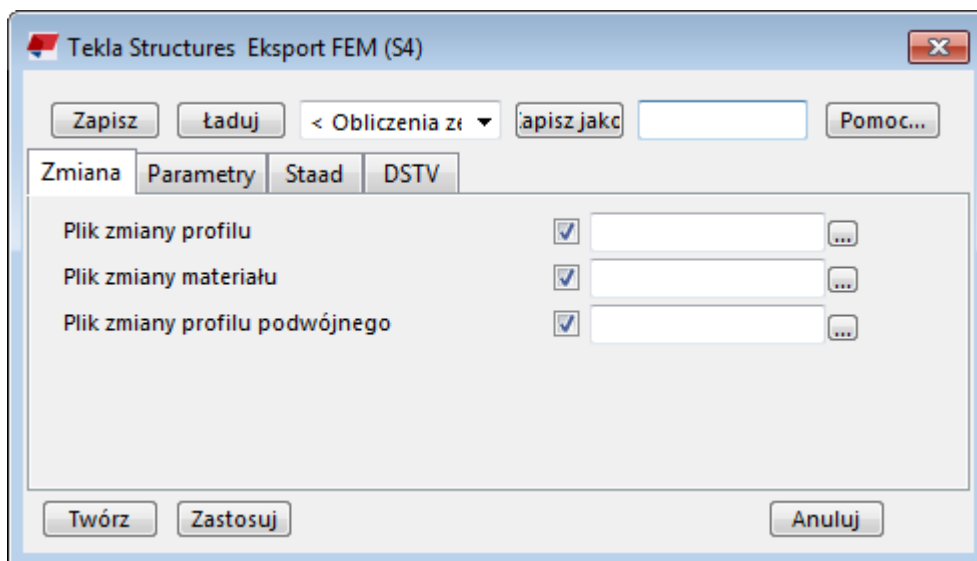 Tekla Structures Eksport FEM (S4)
Zapisz Ładuj < Obliczenia ze apisz jako Pomoc...
Zmiana Parametry Staad DSTV
Plik zmiany profilu ...
Plik zmiany materiału ...
Plik zmiany profilu podwójnego ...
Twórz Zastosuj Anuluj